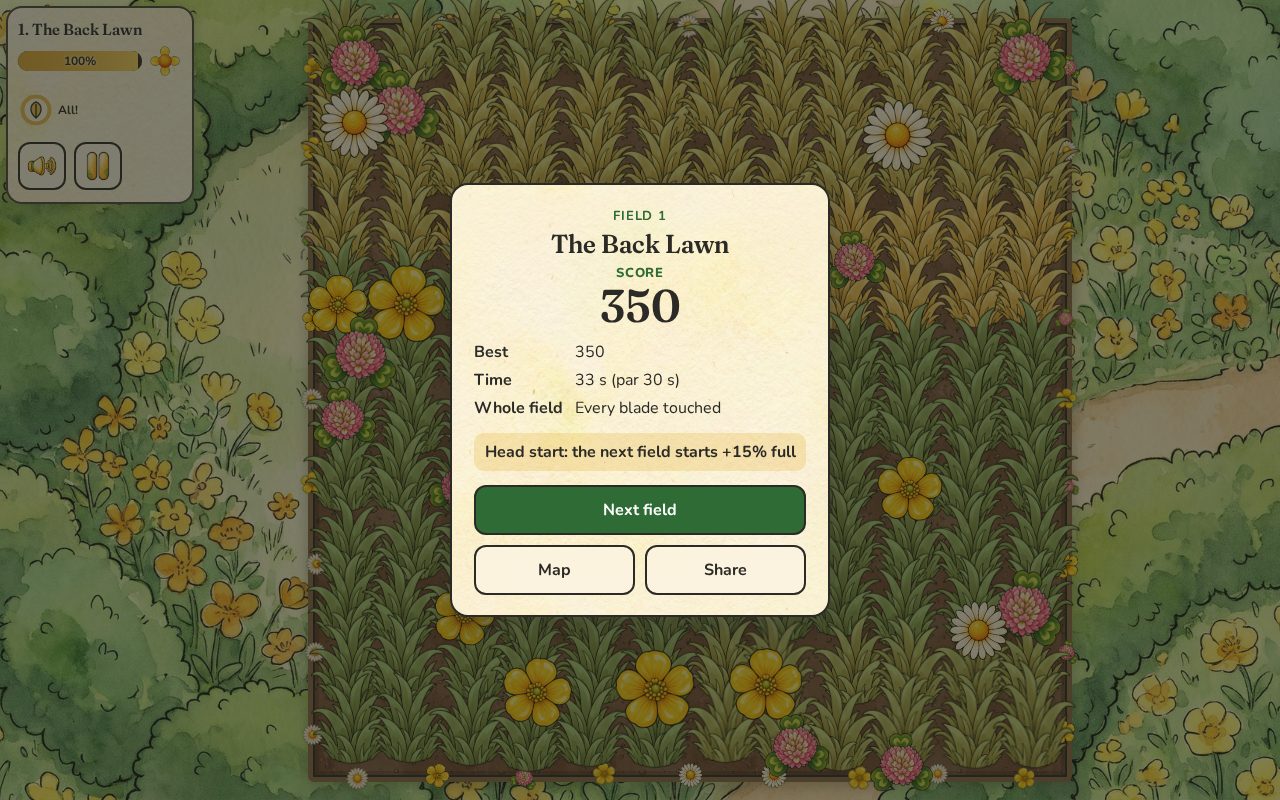 1. The Back Lawn
100%
All!
FIELD 1
The Back Lawn
SCORE
350
Best 350
Time 33 s (par 30 s)
Whole field Every blade touched
Head start: the next field starts +15% full
Next field
Map Share